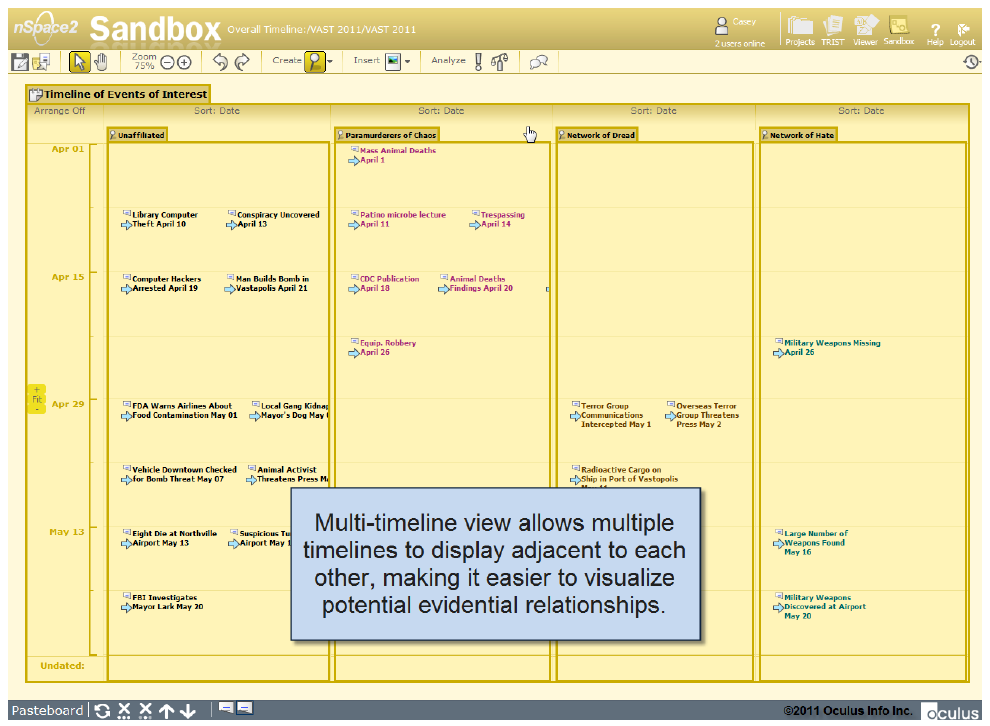 nSpace2 Sandbox Overall Timeline:/VAST 2011/VAST 2011
Casey
2 users online
Projects TRIST Viewer Sandbox Help Logout
Zoom
75%
Create Insert Analyze
Timeline of Events of Interest
Arrange Off Sort: Date Sort: Date Sort: Date Sort: Date
Unaffiliated Paramurderers of Chaos Network of Dread Network of Hate
Apr 01
Mass Animal Deaths
April 1
Library Computer
Theft April 10
Conspiracy Uncovered
April 13
Patino microbe lecture
April 11
Trespassing
April 14
Apr 15
Computer Hackers
Arrested April 19
Man Builds Bomb in
Vastapolis April 21
CDC Publication
April 18
Animal Deaths
Findings April 20
Equip. Robbery
April 26
Military Weapons Missing
April 26
+
Fit
-
Apr 29
FDA Warns Airlines About
Food Contamination May 01
Local Gang Kidnap
Mayor's Dog May
Terror Group
Communications
Intercepted May 1
Overseas Terror
Group Threatens
Press May 2
Vehicle Downtown Checked
for Bomb Threat May 07
Animal Activist
Threatens Press
Radioactive Cargo on
Ship in Port of Vastopolis
May 13
Eight Die at Northville
Airport May 13
Suspicious
Airport May
Large Number of
Weapons Found
May 16
FBI Investigates
Mayor Lark May 20
Military Weapons
Discovered at Airport
May 20
Multi-timeline view allows multiple
timelines to display adjacent to each
other, making it easier to visualize
potential evidential relationships.
Undated:
Pasteboard
©2011 Oculus Info Inc. oculus